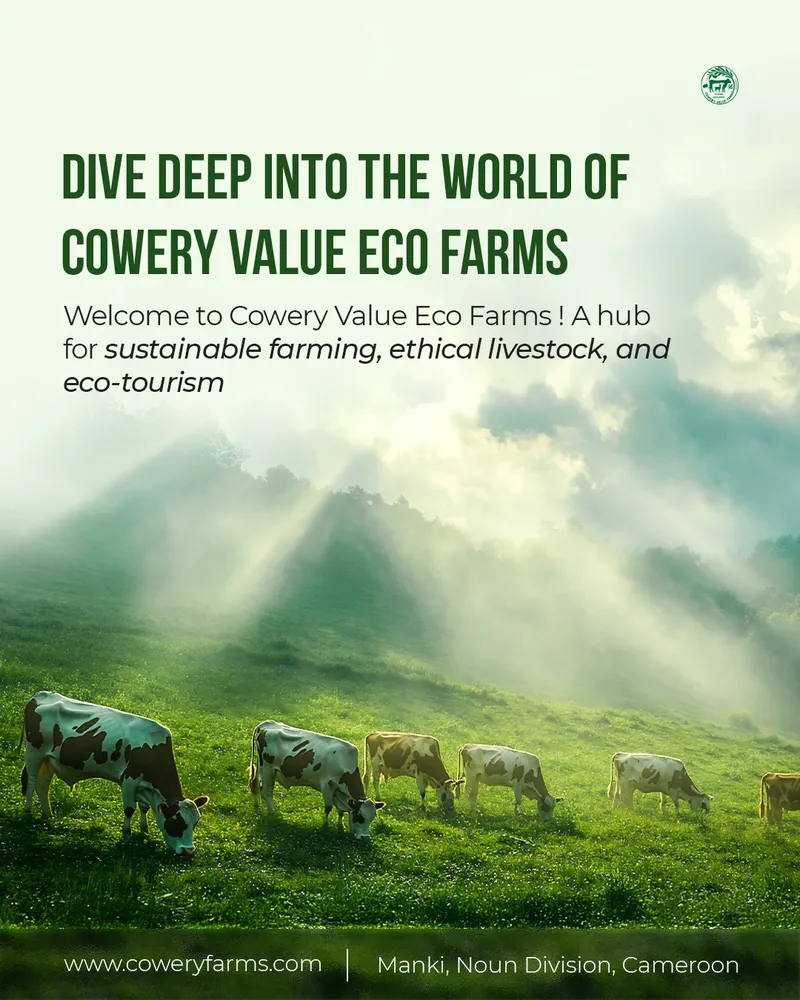 DIVE DEEP INTO THE WORLD OF
COWERY VALUE ECO FARMS
Welcome to Cowery Value Eco Farms ! A hub
for sustainable farming, ethical livestock, and
eco-tourism
www.coweryfarms.com | Manki, Noun Division, Cameroon